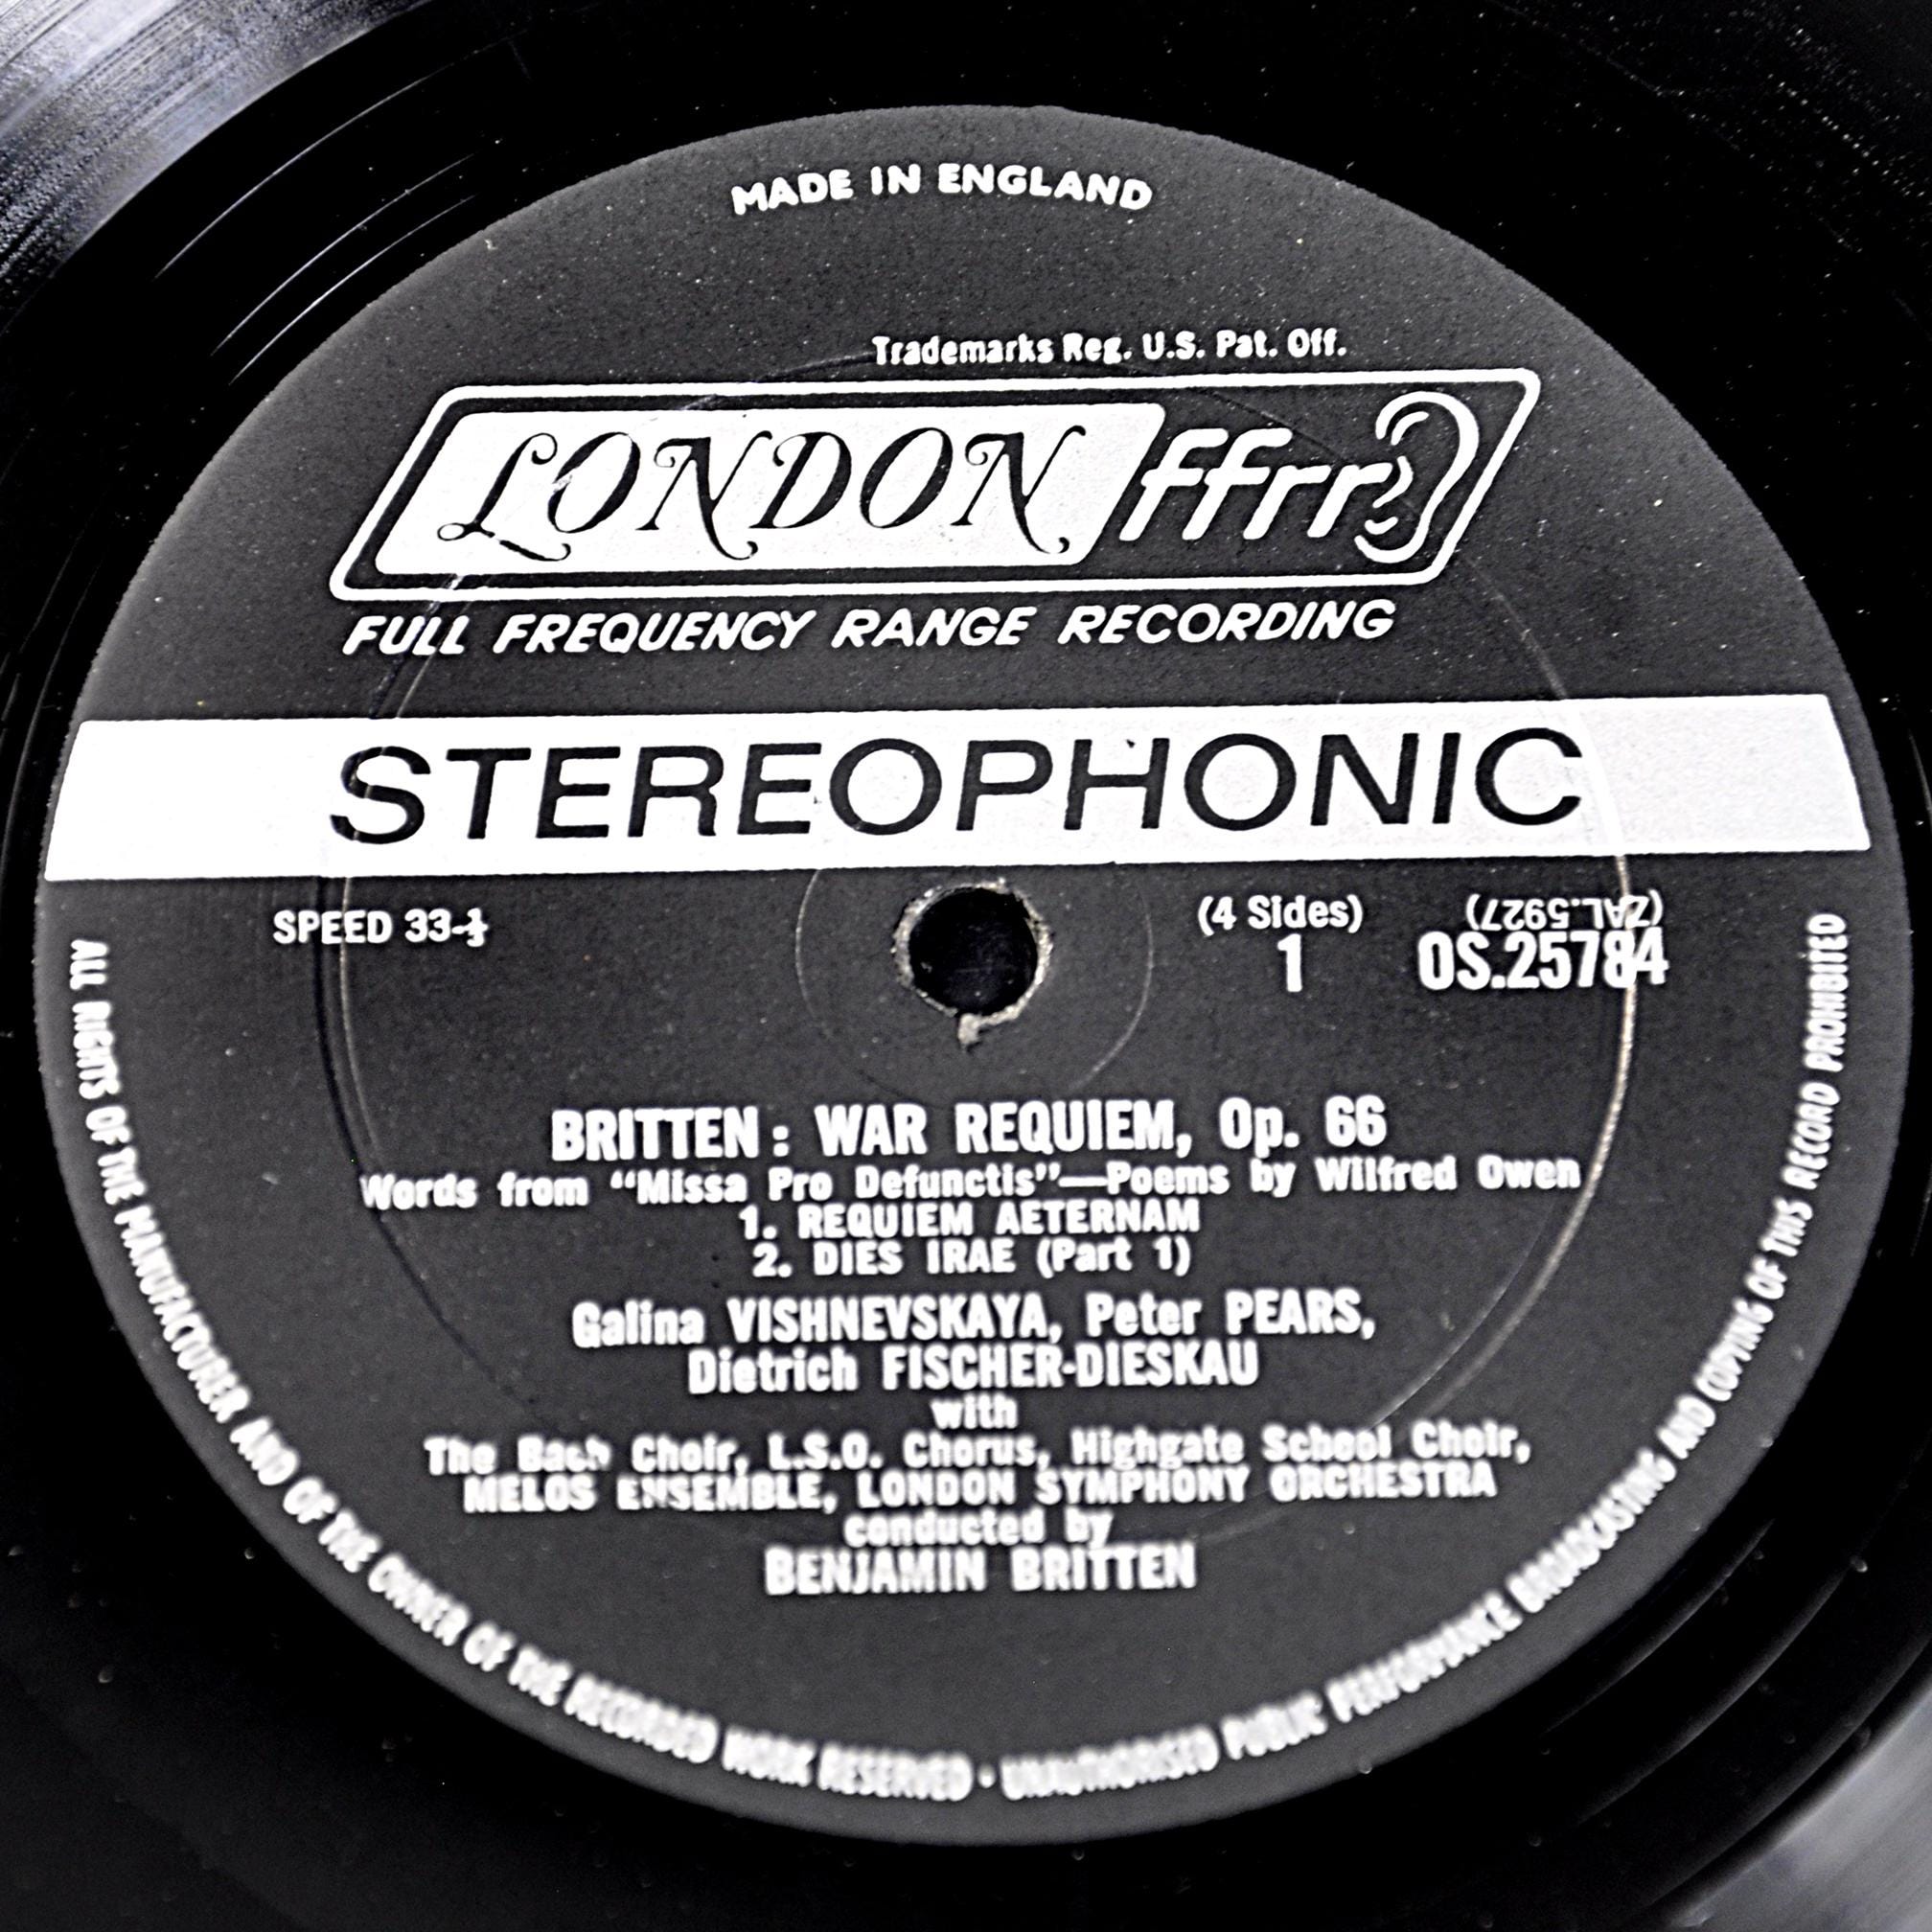 MADE IN ENGLAND
Trademarks Reg. U.S. Pat. Off.
LONDON ffrr
FULL FREQUENCY RANGE RECORDING
STEREOPHONIC
SPEED 33-⅓
(4 Sides)
1
(ZAL.5927)
OS.25784
BRITTEN: WAR REQUIEM, Op. 66
Words from “Missa Pro Defunctis”—Poems by Wilfred Owen
1. REQUIEM AETERNAM
2. DIES IRAE (Part 1)
Galina VISHNEVSKAYA, Peter PEARS,
Dietrich FISCHER-DIESKAU
with
The Bach Choir, L.S.O. Chorus, Highgate School Choir,
MELOS ENSEMBLE, LONDON SYMPHONY ORCHESTRA
conducted by
BENJAMIN BRITTEN
ALL RIGHTS OF THE MANUFACTURER AND OF THE OWNER OF THE RECORDED WORK RESERVED • UNAUTHORISED PUBLIC PERFORMANCE BROADCASTING AND COPYING OF THIS RECORD PROHIBITED